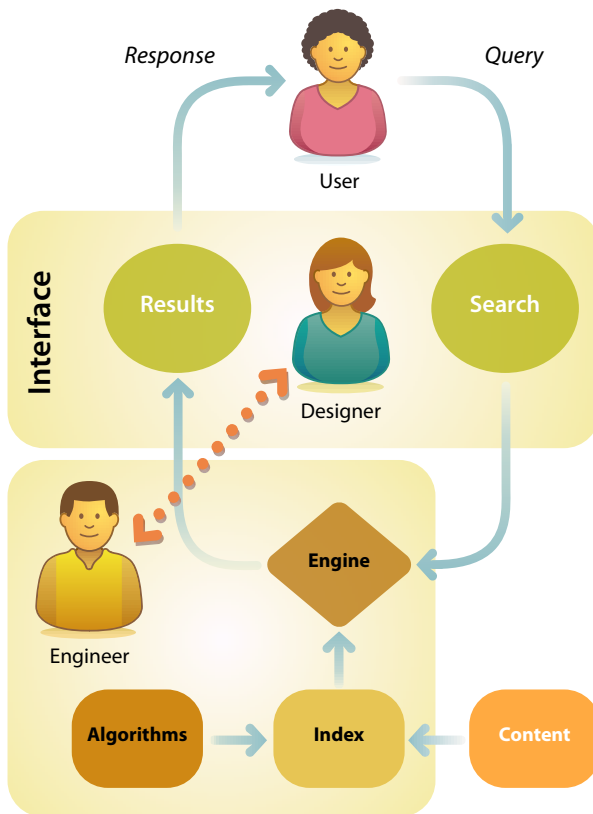 Response
Query
User
Interface
Results
Search
Designer
Engine
Engineer
Algorithms
Index
Content